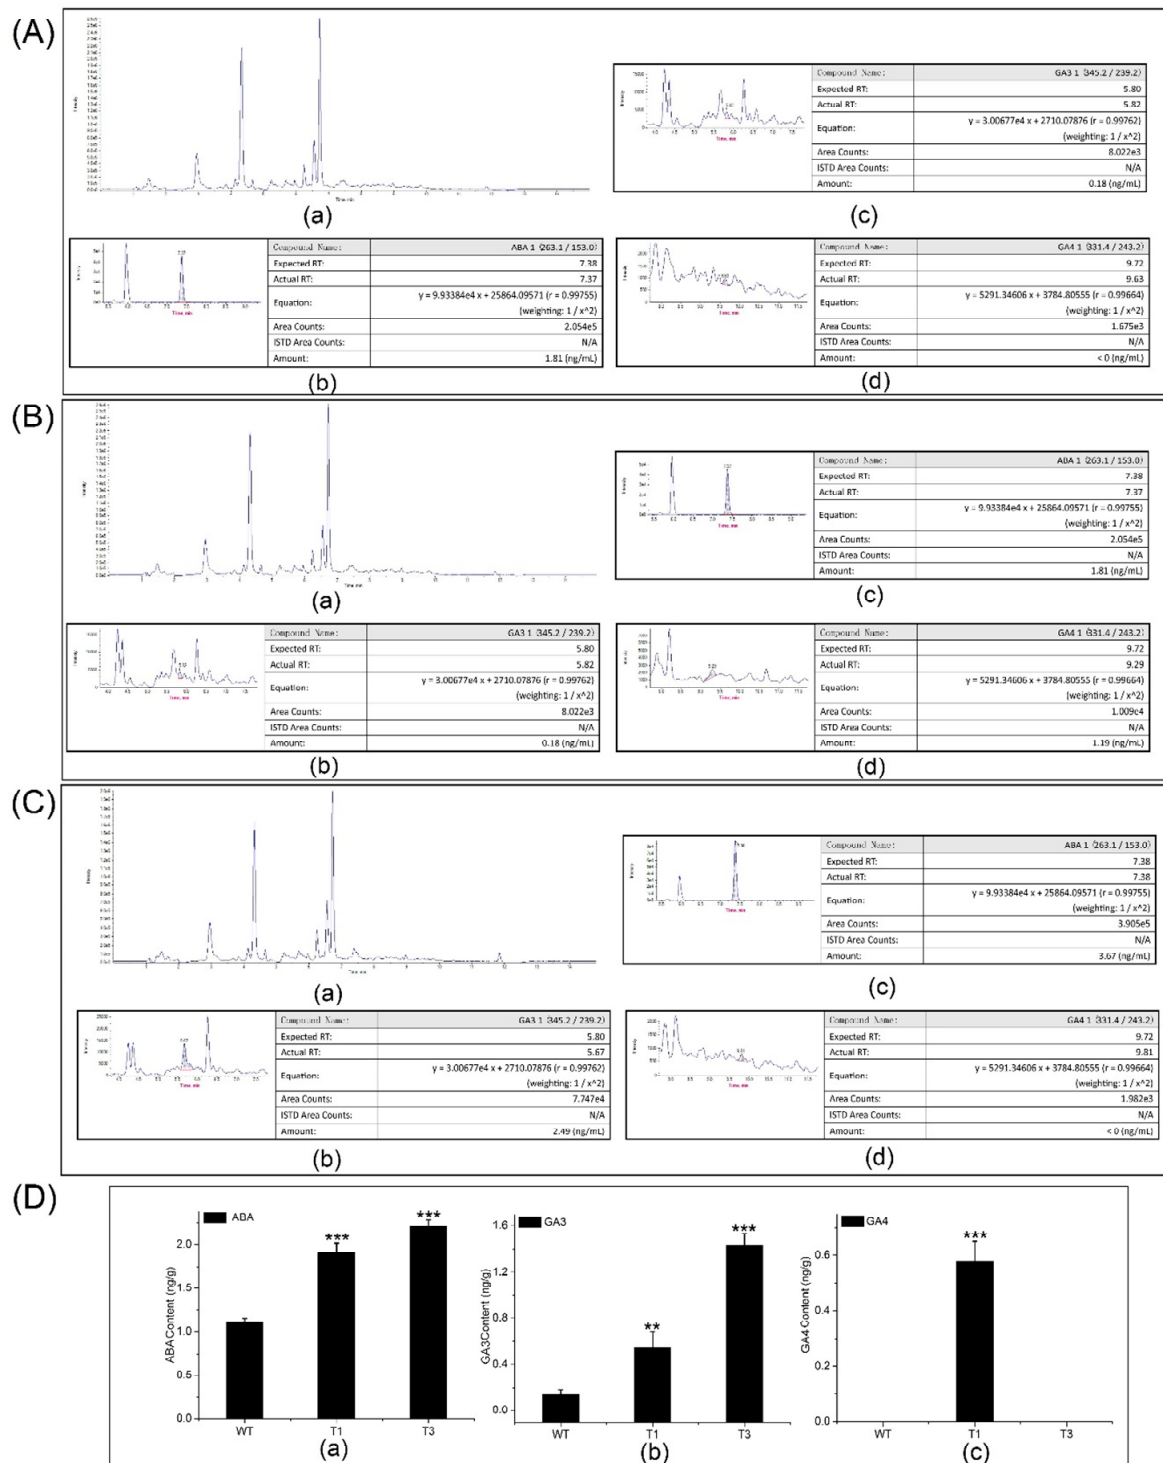 (A)
(a)
Compound Name: GA3 1 (345.2 / 239.2)
Expected RT: 5.80
Actual RT: 5.82
Equation: y = 3.00677e4 x + 2710.07876 (r = 0.99762)
(weighting: 1 / x^2)
Area Counts: 8.022e3
ISTD Area Counts: N/A
Amount: 0.18 (ng/mL)
(c)
Compound Name: ABA 1 (263.1 / 153.0)
Expected RT: 7.38
Actual RT: 7.37
Equation: y = 9.93384e4 x + 25864.09571 (r = 0.99755)
(weighting: 1 / x^2)
Area Counts: 2.054e5
ISTD Area Counts: N/A
Amount: 1.81 (ng/mL)
(b)
Compound Name: GA4 1 (331.4 / 243.2)
Expected RT: 9.72
Actual RT: 9.63
Equation: y = 5291.34606 x + 3784.80555 (r = 0.99664)
(weighting: 1 / x^2)
Area Counts: 1.675e3
ISTD Area Counts: N/A
Amount: < 0 (ng/mL)
(d)
(B)
(a)
Compound Name: ABA 1 (263.1 / 153.0)
Expected RT: 7.38
Actual RT: 7.37
Equation: y = 9.93384e4 x + 25864.09571 (r = 0.99755)
(weighting: 1 / x^2)
Area Counts: 2.054e5
ISTD Area Counts: N/A
Amount: 1.81 (ng/mL)
(c)
Compound Name: GA3 1 (345.2 / 239.2)
Expected RT: 5.80
Actual RT: 5.82
Equation: y = 3.00677e4 x + 2710.07876 (r = 0.99762)
(weighting: 1 / x^2)
Area Counts: 8.022e3
ISTD Area Counts: N/A
Amount: 0.18 (ng/mL)
(b)
Compound Name: GA4 1 (331.4 / 243.2)
Expected RT: 9.72
Actual RT: 9.29
Equation: y = 5291.34606 x + 3784.80555 (r = 0.99664)
(weighting: 1 / x^2)
Area Counts: 1.009e4
ISTD Area Counts: N/A
Amount: 1.19 (ng/mL)
(d)
(C)
(a)
Compound Name: ABA 1 (263.1 / 153.0)
Expected RT: 7.38
Actual RT: 7.38
Equation: y = 9.93384e4 x + 25864.09571 (r = 0.99755)
(weighting: 1 / x^2)
Area Counts: 3.905e5
ISTD Area Counts: N/A
Amount: 3.67 (ng/mL)
(c)
Compound Name: GA3 1 (345.2 / 239.2)
Expected RT: 5.80
Actual RT: 5.67
Equation: y = 3.00677e4 x + 2710.07876 (r = 0.99762)
(weighting: 1 / x^2)
Area Counts: 7.747e4
ISTD Area Counts: N/A
Amount: 2.49 (ng/mL)
(b)
Compound Name: GA4 1 (331.4 / 243.2)
Expected RT: 9.72
Actual RT: 9.81
Equation: y = 5291.34606 x + 3784.80555 (r = 0.99664)
(weighting: 1 / x^2)
Area Counts: 1.982e3
ISTD Area Counts: N/A
Amount: < 0 (ng/mL)
(d)
(D)
ABA
*** ***
ABA Content (ng/g)
2.0
1.5
1.0
0.5
0.0
WT T1 T3
(a)
GA3
** ***
GA3 Content (ng/g)
1.6
1.2
0.8
0.4
0.0
WT T1 T3
(b)
GA4
***
GA4 Content (ng/g)
0.6
0.4
0.2
0.0
WT T1 T3
(c)